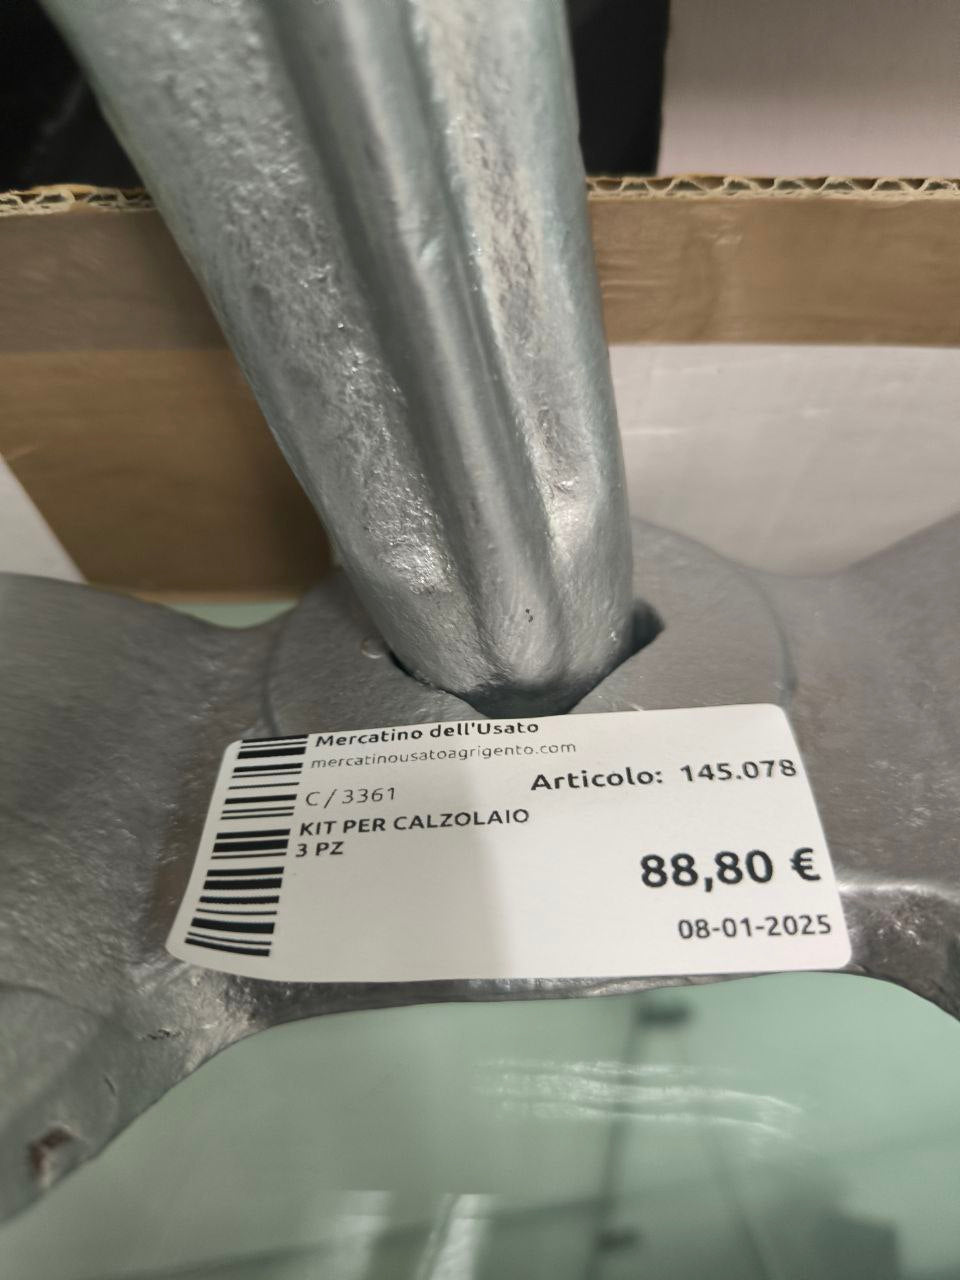 Mercatino dell'Usato
mercatinousatoagrigento.com
Articolo: 145.078
C/3361
KIT PER CALZOLAIO
3 PZ
88,80 €
08-01-2025